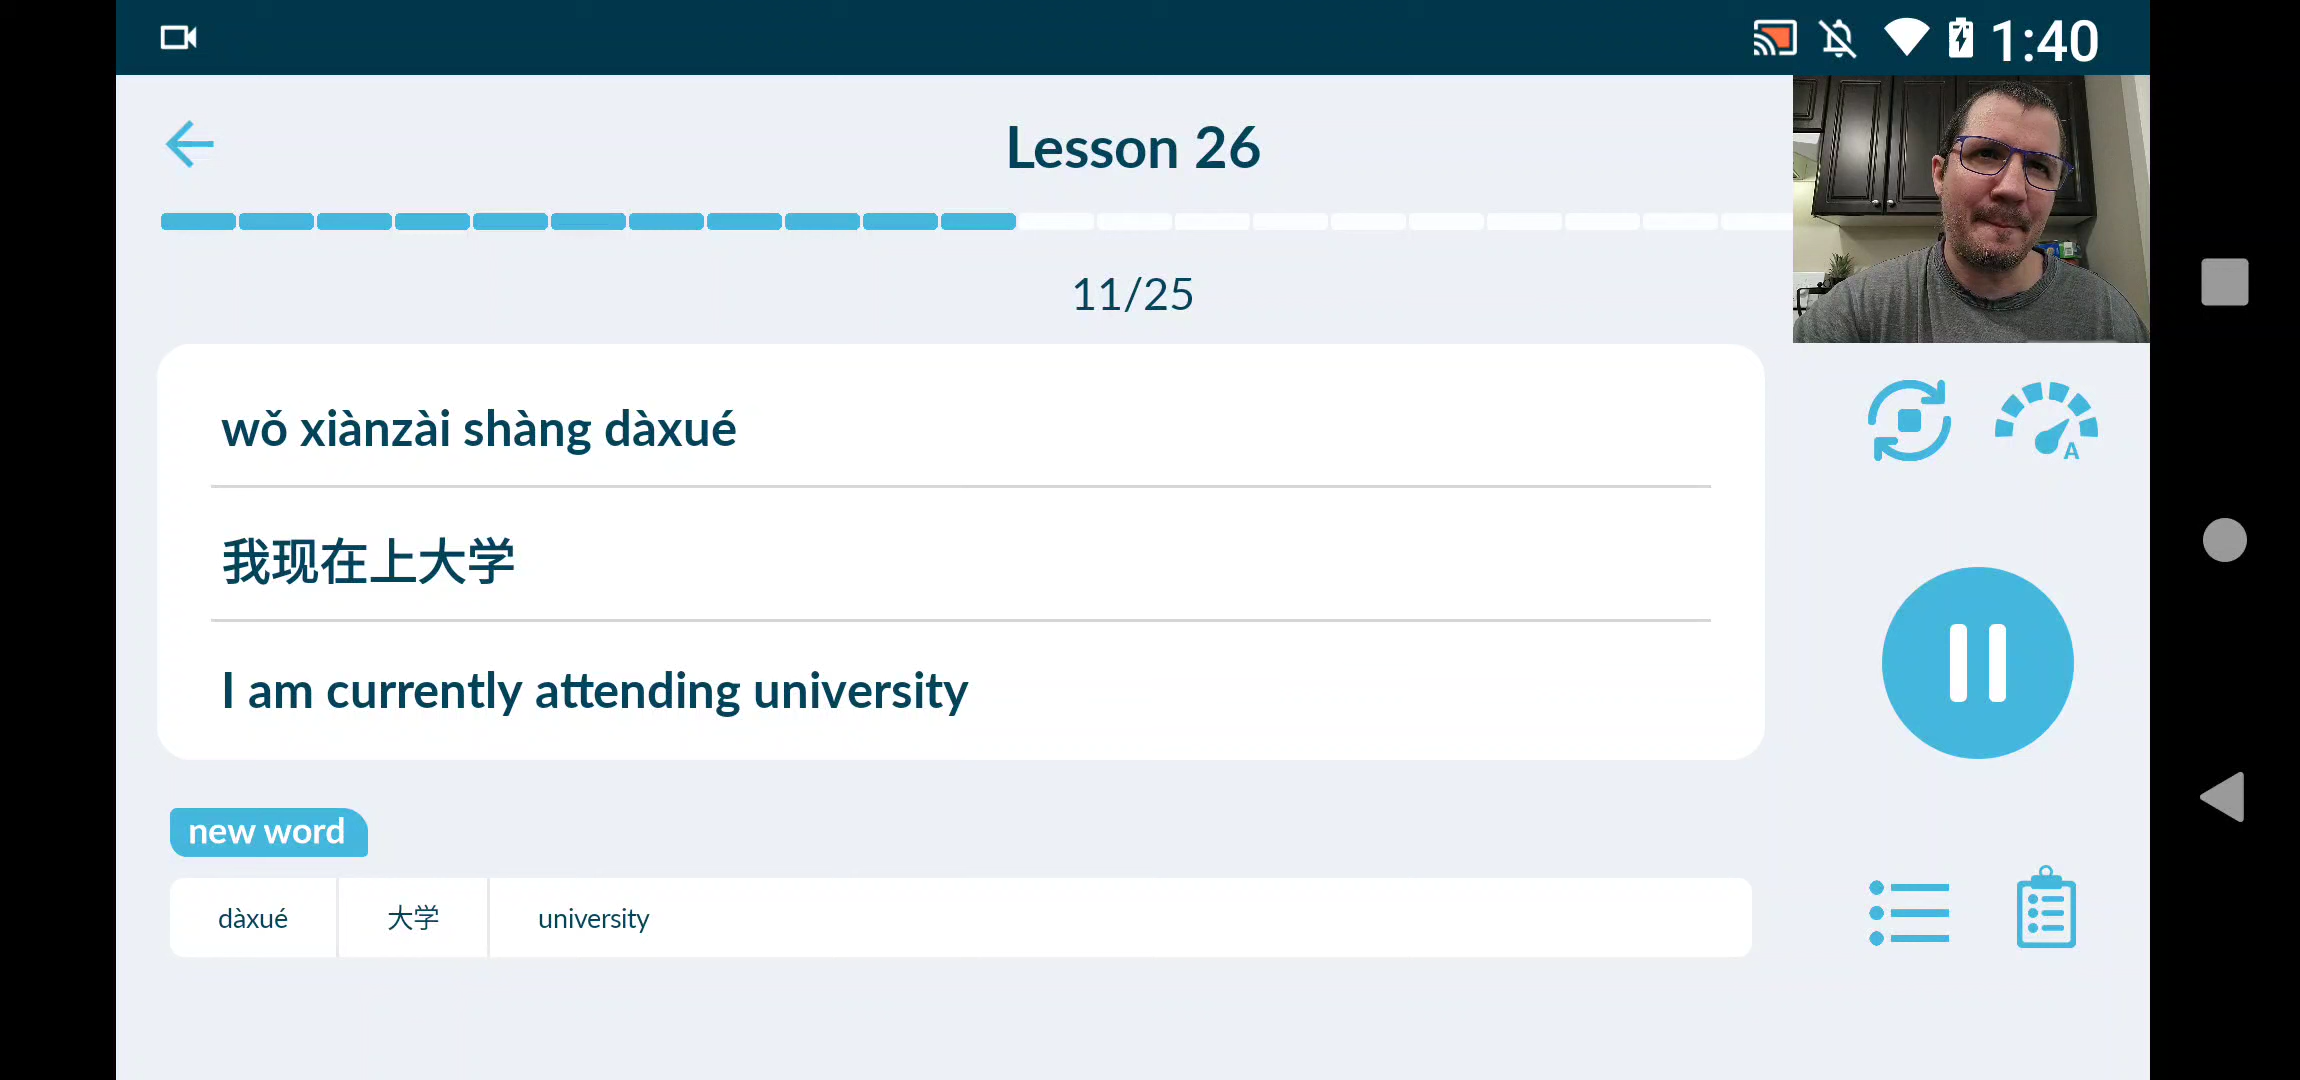 1:40
Lesson 26
11/25
wǒ xiànzài shàng dàxué
我现在上大学
I am currently attending university
A
new word
dàxué 大学 university